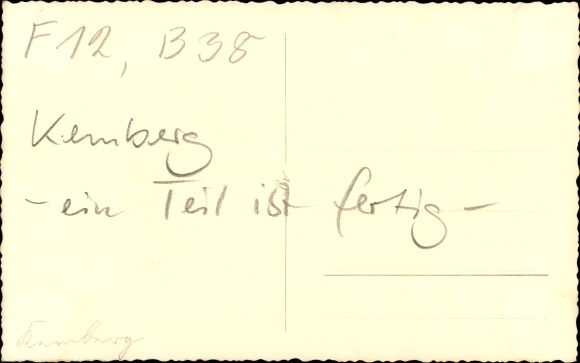 F12, B38
Kemberg
- ein Teil ist fertig -
Kemberg